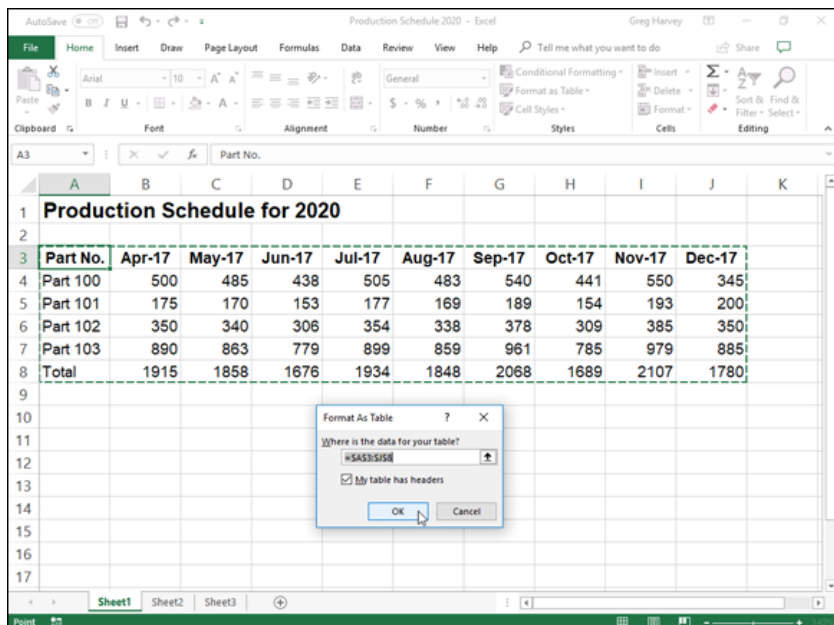 AutoSave Off Production Schedule 2020 - Excel Greg Harvey
File Home Insert Draw Page Layout Formulas Data Review View Help Tell me what you want to do Share
Paste
Arial 10 A A
B I U A
General
$ % ,
Conditional Formatting
Format as Table
Cell Styles
Insert
Delete
Format
Σ
Sort & Filter
Find & Select
Clipboard Font Alignment Number Styles Cells Editing
A3 fx Part No.
A B C D E F G H I J K
1 Production Schedule for 2020
2
3 Part No. Apr-17 May-17 Jun-17 Jul-17 Aug-17 Sep-17 Oct-17 Nov-17 Dec-17
4 Part 100 500 485 438 505 483 540 441 550 345
5 Part 101 175 170 153 177 169 189 154 193 200
6 Part 102 350 340 306 354 338 378 309 385 350
7 Part 103 890 863 779 899 859 961 785 979 885
8 Total 1915 1858 1676 1934 1848 2068 1689 2107 1780
9
10
11
12
13
14
15
16
17
Format As Table ? ×
Where is the data for your table?
=$A$3:$J$8
My table has headers
OK Cancel
Sheet1 Sheet2 Sheet3
Point